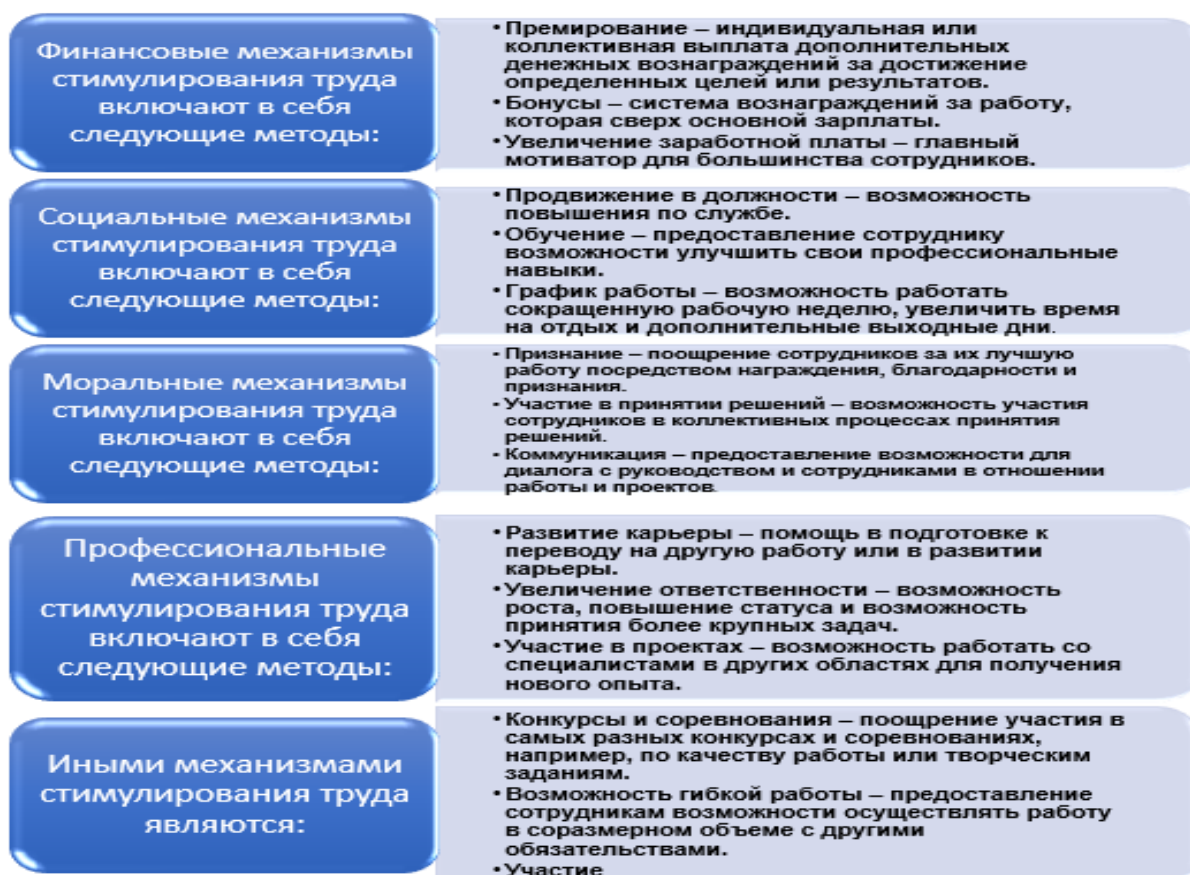 Финансовые механизмы
стимулирования труда
включают в себя
следующие методы:
• Премирование – индивидуальная или
коллективная выплата дополнительных
денежных вознаграждений за достижение
определенных целей или результатов.
• Бонусы – система вознаграждений за работу,
которая сверх основной зарплаты.
• Увеличение заработной платы – главный
мотиватор для большинства сотрудников.
Социальные механизмы
стимулирования труда
включают в себя
следующие методы:
• Продвижение в должности – возможность
повышения по службе.
• Обучение – предоставление сотруднику
возможности улучшить свои профессиональные
навыки.
• График работы – возможность работать
сокращенную рабочую неделю, увеличить время
на отдых и дополнительные выходные дни.
Моральные механизмы
стимулирования труда
включают в себя
следующие методы:
- Признание – поощрение сотрудников за их лучшую
работу посредством награждения, благодарности и
признания.
- Участие в принятии решений – возможность участия
сотрудников в коллективных процессах принятия
решений.
- Коммуникация – предоставление возможности для
диалога с руководством и сотрудниками в отношении
работы и проектов.
Профессиональные
механизмы
стимулирования труда
включают в себя
следующие методы:
• Развитие карьеры – помощь в подготовке к
переводу на другую работу или в развитии
карьеры.
• Увеличение ответственности – возможность
роста, повышение статуса и возможность
принятия более крупных задач.
• Участие в проектах – возможность работать со
специалистами в других областях для получения
нового опыта.
Иными механизмами
стимулирования труда
являются:
• Конкурсы и соревнования – поощрение участия в
самых разных конкурсах и соревнованиях,
например, по качеству работы или творческим
заданиям.
• Возможность гибкой работы – предоставление
сотрудникам возможности осуществлять работу
в соразмерном объеме с другими
обязательствами.
• Участие